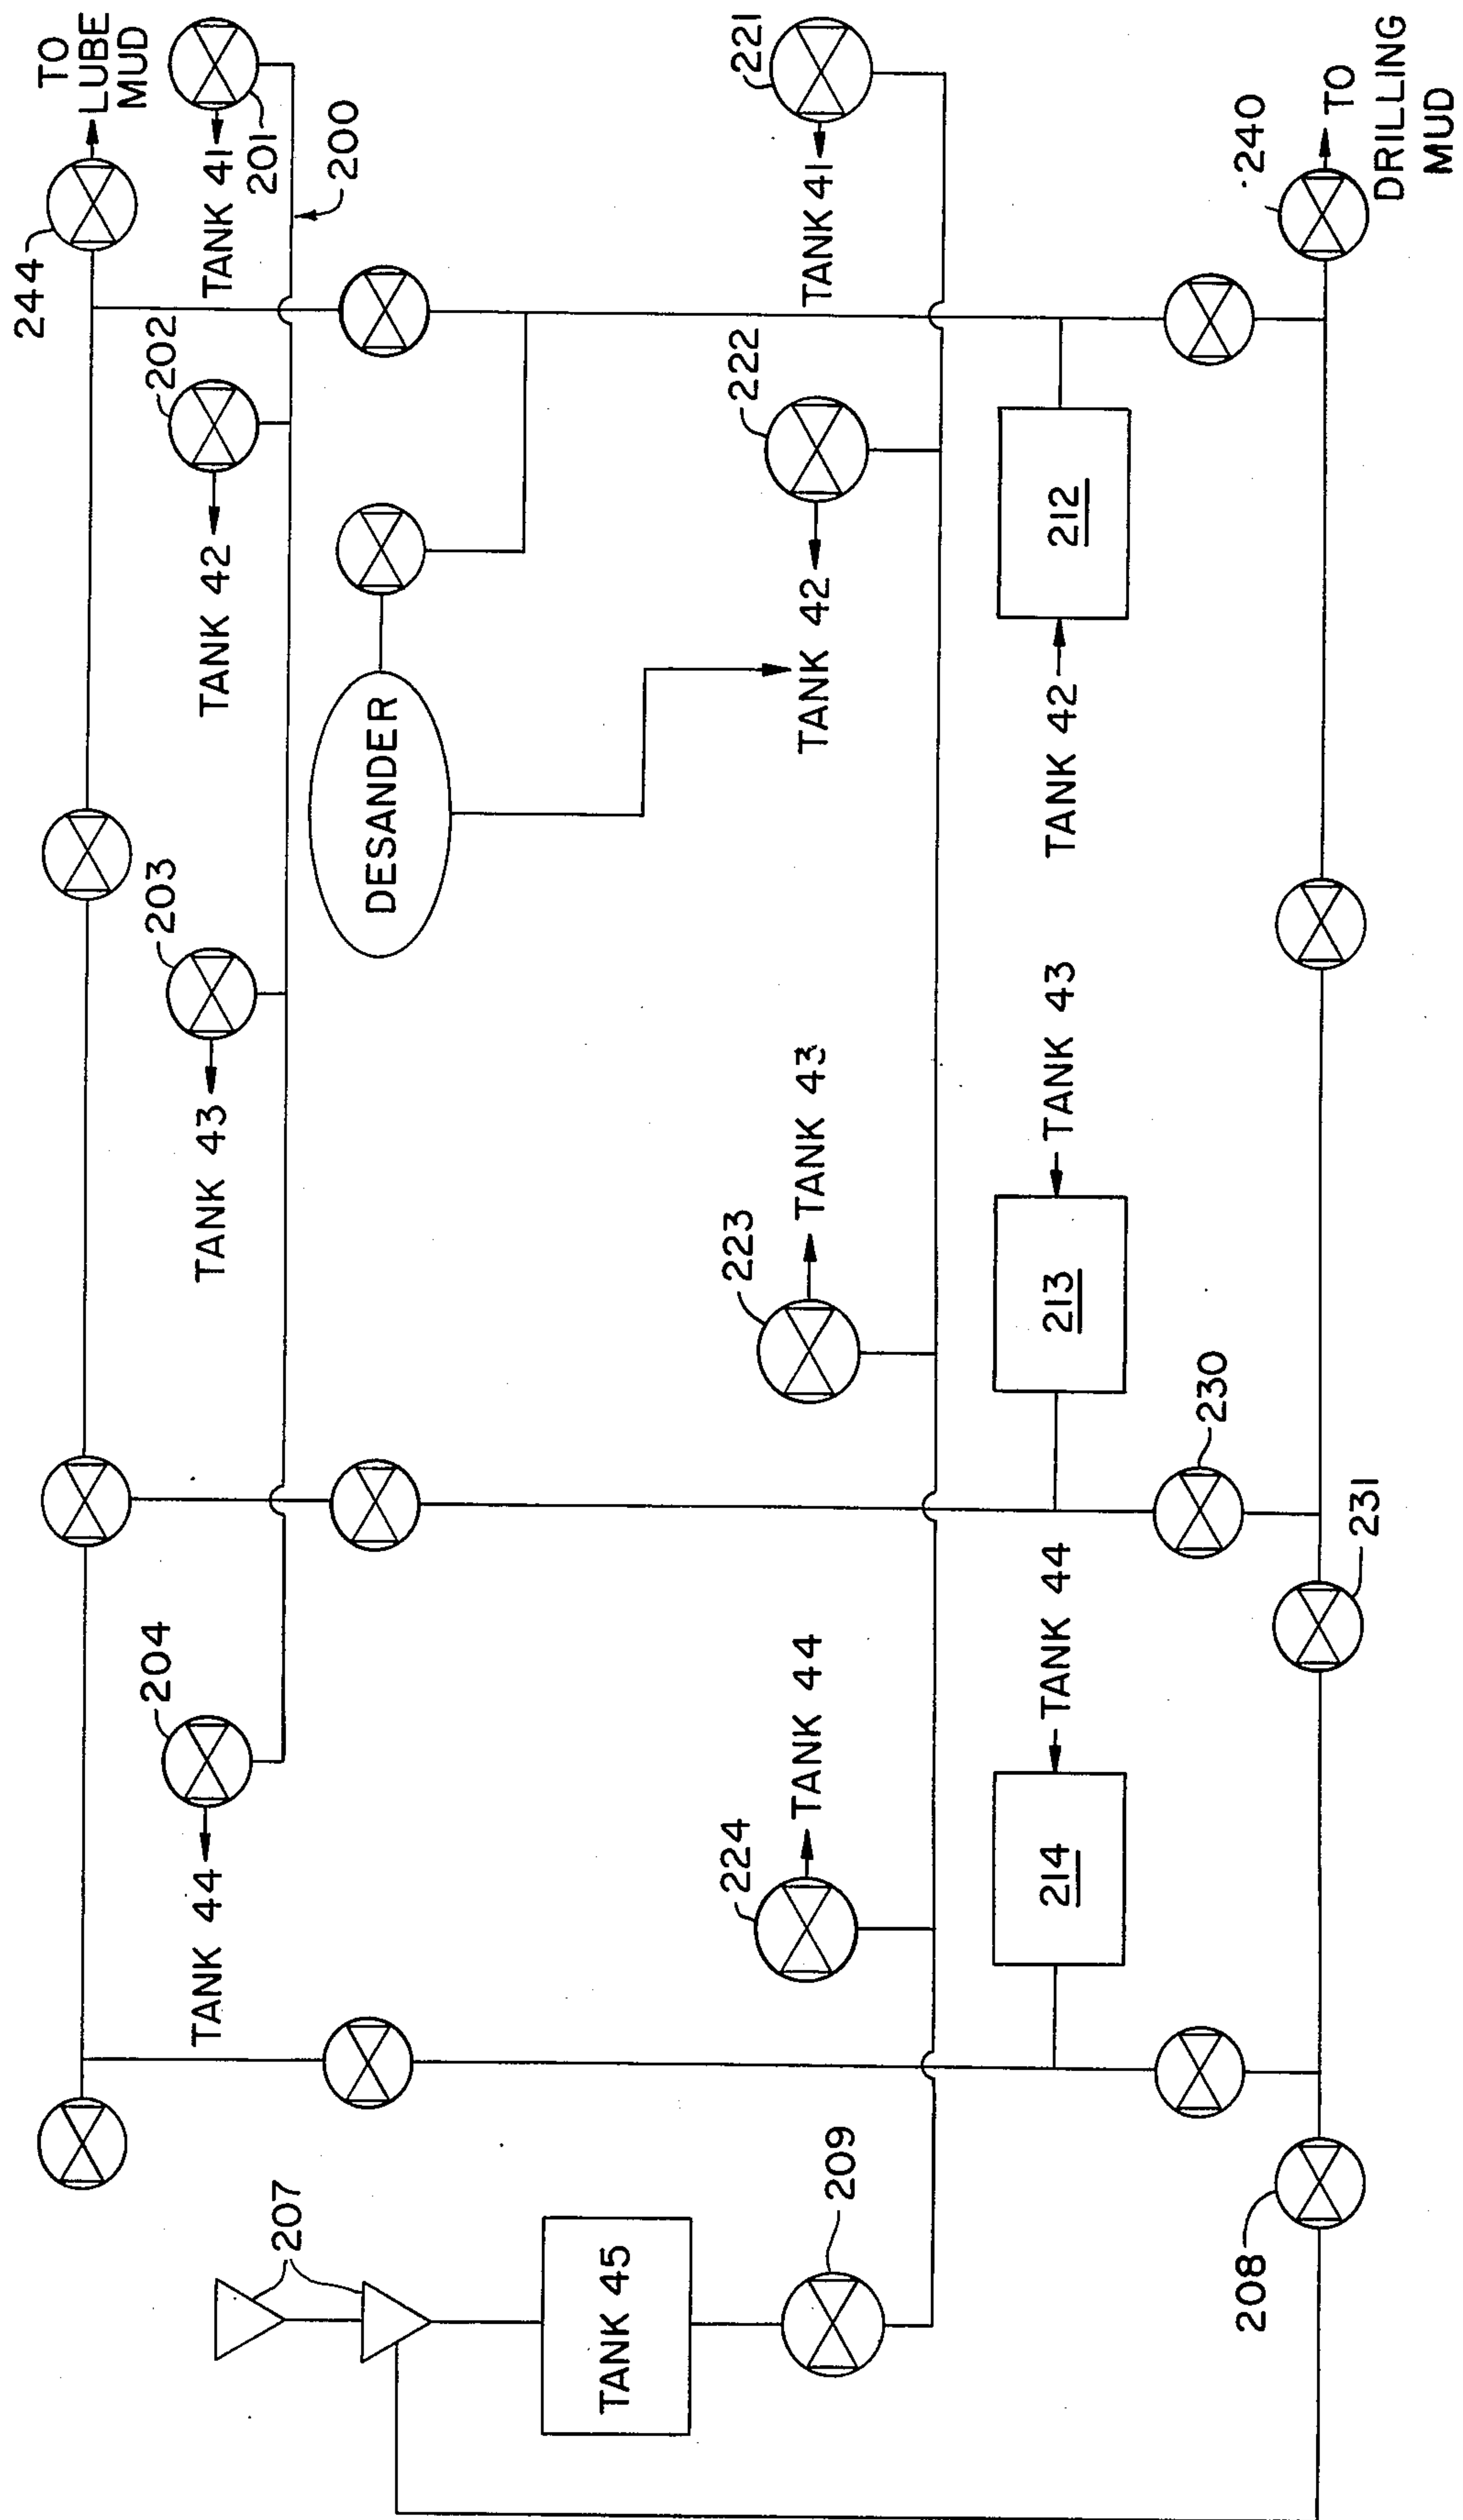 TO
LUBE
MUD
244
TANK 41
201
200
221
TANK 41
240
TO
DRILLING
MUD
202
TANK 42
222
TANK 42
212
TANK 42
203
TANK 43
DESANDER
TANK 43
223
TANK 43
213
230
231
204
TANK 44
TANK 44
224
TANK 44
214
207
TANK 45
209
208